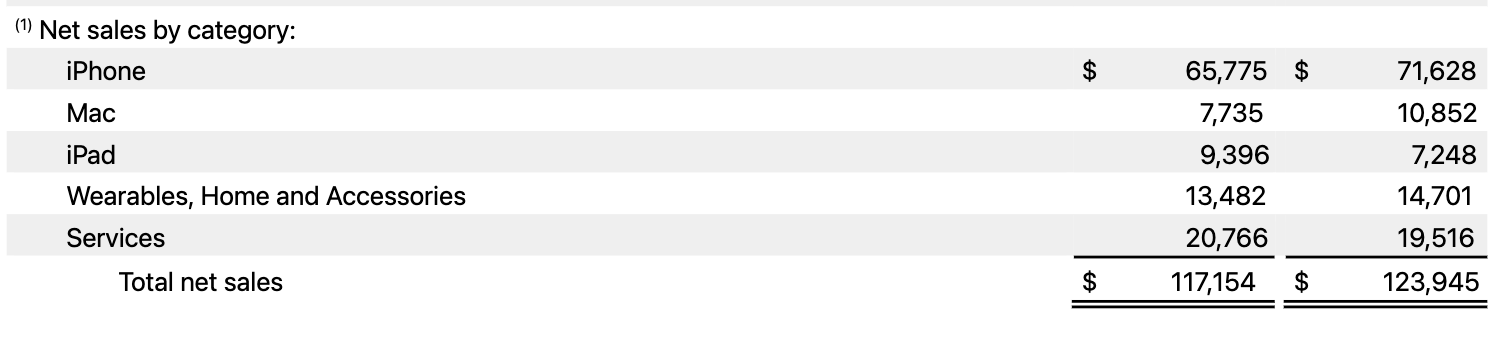 (1) Net sales by category:
iPhone $ 65,775 $ 71,628
Mac 7,735 10,852
iPad 9,396 7,248
Wearables, Home and Accessories 13,482 14,701
Services 20,766 19,516
Total net sales $ 117,154 $ 123,945